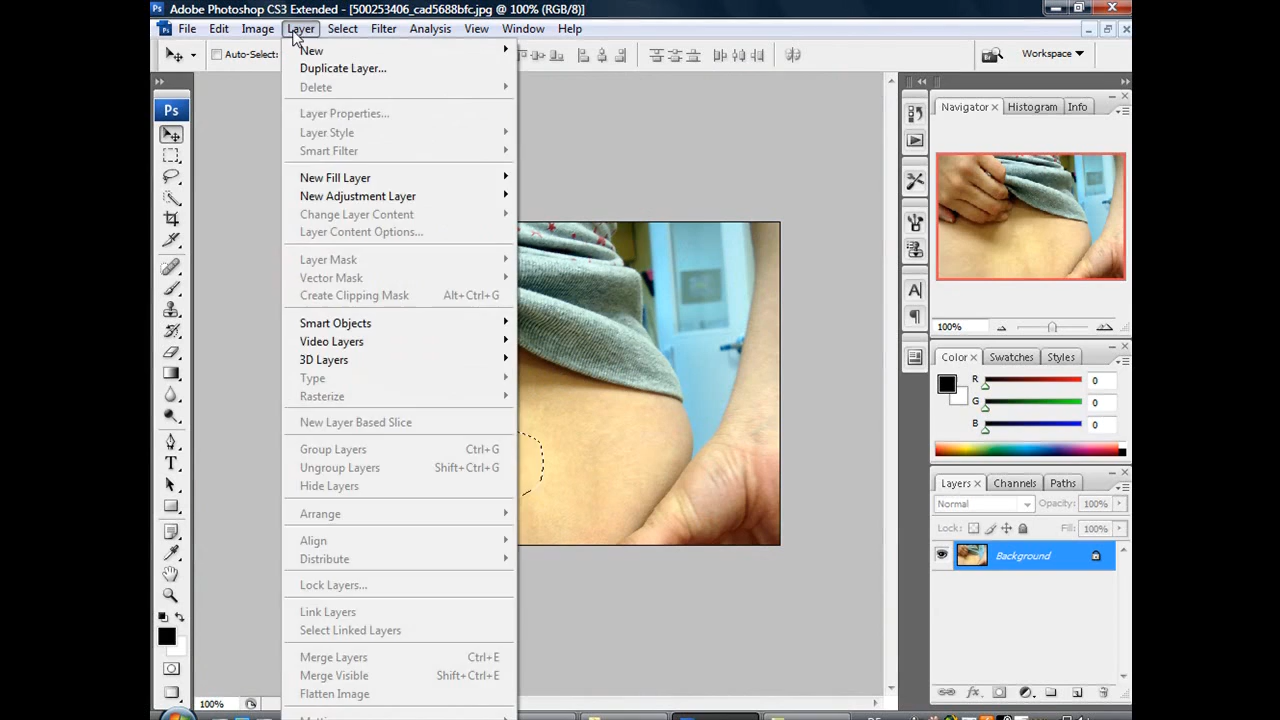 Adobe Photoshop CS3 Extended - [500253406_cad5688bfc.jpg @ 100% (RGB/8)]
File Edit Image Layer Select Filter Analysis View Window Help
Auto-Select:
Workspace
New
Duplicate Layer...
Delete
Layer Properties...
Layer Style
Smart Filter
New Fill Layer
New Adjustment Layer
Change Layer Content
Layer Content Options...
Layer Mask
Vector Mask
Create Clipping Mask Alt+Ctrl+G
Smart Objects
Video Layers
3D Layers
Type
Rasterize
New Layer Based Slice
Group Layers Ctrl+G
Ungroup Layers Shift+Ctrl+G
Hide Layers
Arrange
Align
Distribute
Lock Layers...
Link Layers
Select Linked Layers
Merge Layers Ctrl+E
Merge Visible Shift+Ctrl+E
Flatten Image
Ps
100%
Navigator Histogram Info
100%
Color Swatches Styles
R 0
G 0
B 0
Layers Channels Paths
Normal Opacity: 100%
Lock: Fill: 100%
Background